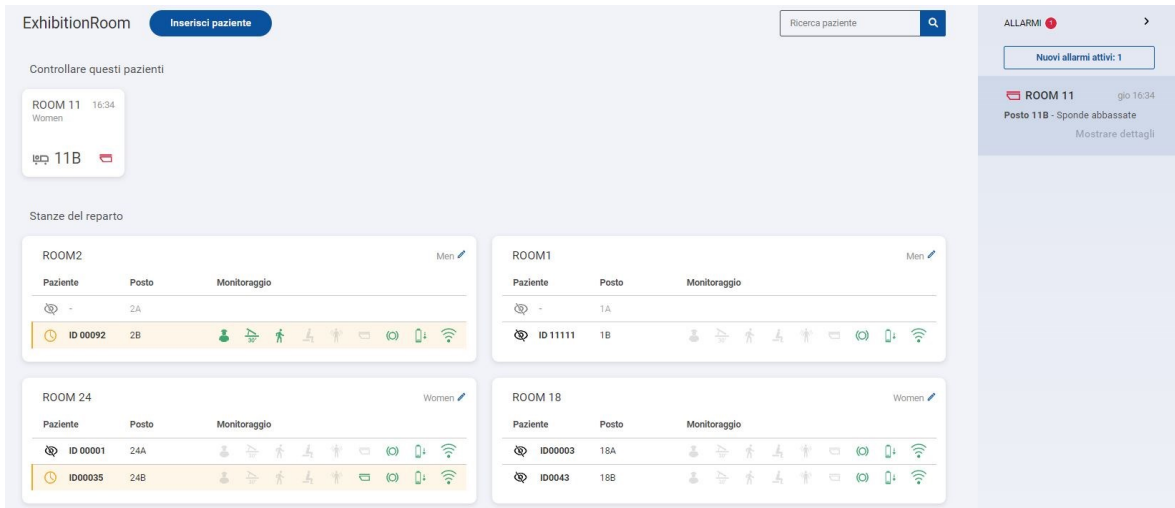 ExhibitionRoom
Inserisci paziente
Ricerca paziente
Controllare questi pazienti
ROOM 11 16:34
Women
11B
Stanze del reparto
ROOM2 Men
Paziente Posto Monitoraggio
- 2A
ID 00092 2B 30°
ROOM1 Men
Paziente Posto Monitoraggio
- 1A
ID 11111 1B
ROOM 24 Women
Paziente Posto Monitoraggio
ID 00001 24A
ID00035 24B
ROOM 18 Women
Paziente Posto Monitoraggio
ID0003 18A
ID0043 18B
ALLARMI 1
Nuovi allarmi attivi: 1
ROOM 11 gio 16:34
Posto 11B - Sponde abbassate
Mostrare dettagli